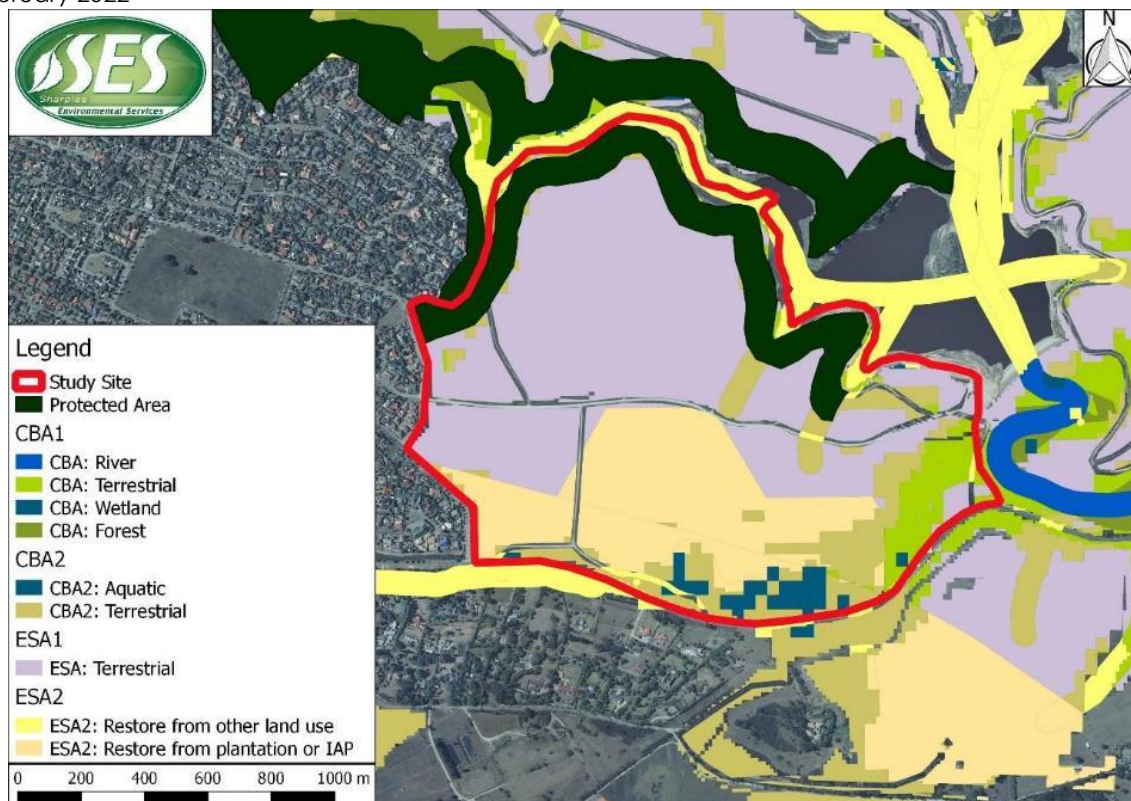 bruary 2022
SES
Sharples
Environmental Services
N
Legend
Study Site
Protected Area
CBA1
CBA: River
CBA: Terrestrial
CBA: Wetland
CBA: Forest
CBA2
CBA2: Aquatic
CBA2: Terrestrial
ESA1
ESA: Terrestrial
ESA2
ESA2: Restore from other land use
ESA2: Restore from plantation or IAP
0 200 400 600 800 1000 m